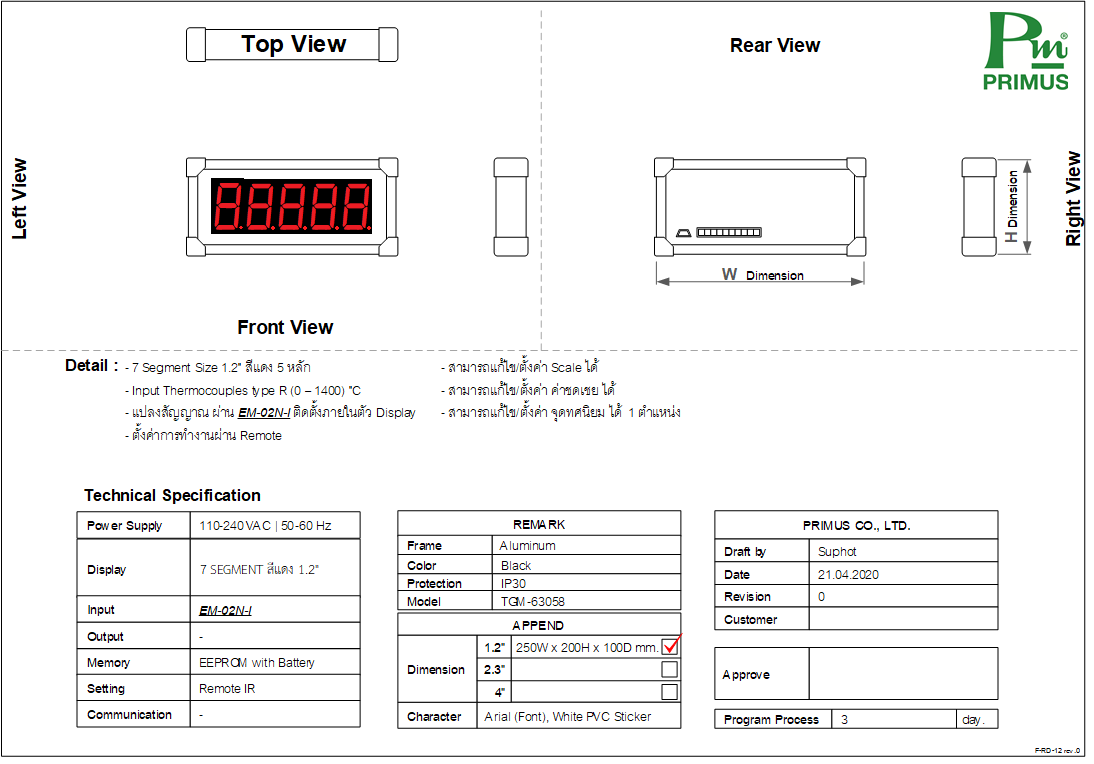 Top View
Rear View
Pm®
PRIMUS
Left View
88888
H Dimension
Right View
W Dimension
Front View
Detail :
- 7 Segment Size 1.2" สีแดง 5 หลัก
- Input Thermocouples type R (0 – 1400) °C
- แปลงสัญญาณ ผ่าน EM-02N-I ติดตั้งภายในตัว Display
- ตั้งค่าการทำงานผ่าน Remote
- สามารถแก้ไข/ตั้งค่า Scale ได้
- สามารถแก้ไข/ตั้งค่า ค่าชดเชย ได้
- สามารถแก้ไข/ตั้งค่า จุดทศนิยม ได้ 1 ตำแหน่ง
Technical Specification
Power Supply 110-240 VAC | 50-60 Hz
Display 7 SEGMENT สีแดง 1.2"
Input EM-02N-I
Output -
Memory EEPROM with Battery
Setting Remote IR
Communication -
REMARK
Frame Aluminum
Color Black
Protection IP30
Model TGM-63058
APPEND
Dimension
1.2" 250W x 200H x 100D mm.
2.3"
4"
Character Arial (Font), White PVC Sticker
PRIMUS CO., LTD.
Draft by Suphot
Date 21.04.2020
Revision 0
Customer
Approve
Program Process 3 day.
F-RD-12 rev.0